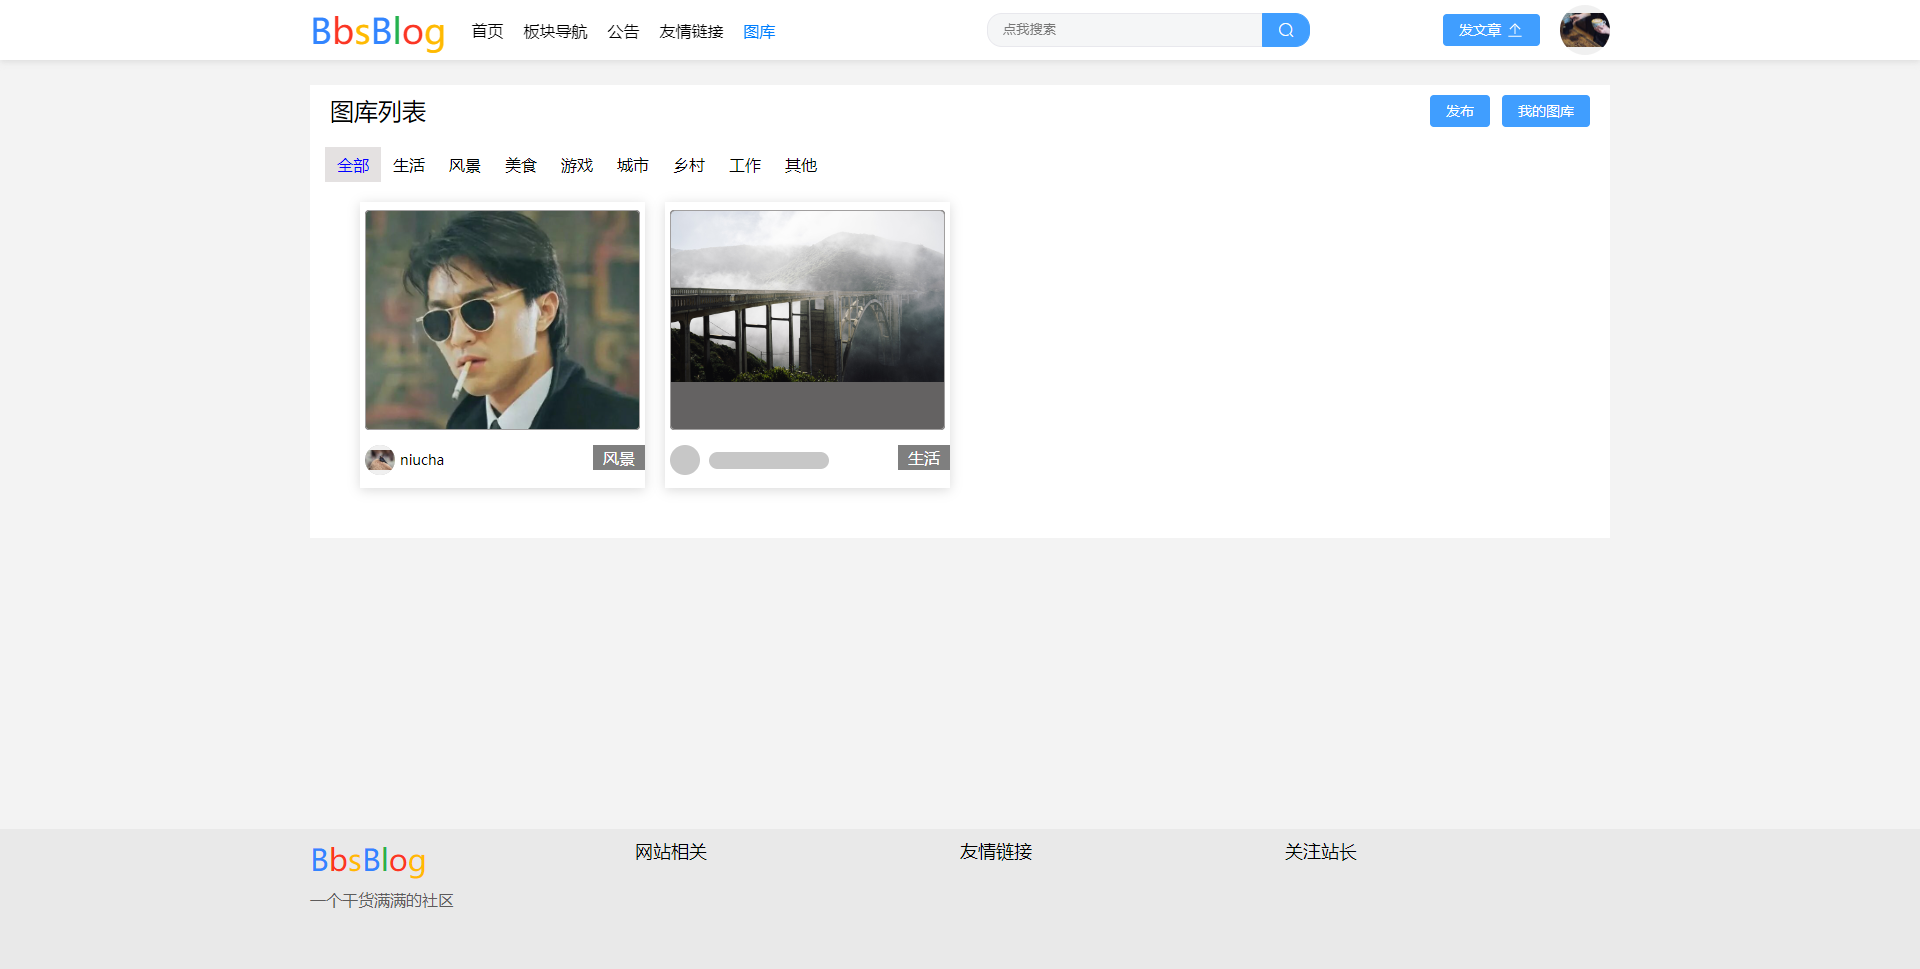 BbsBlog 首页 板块导航 公告 友情链接 图库 点我搜索 发文章
图库列表 发布 我的图库
全部 生活 风景 美食 游戏 城市 乡村 工作 其他
niucha 风景 生活
BbsBlog 网站相关 友情链接 关注站长
一个干货满满的社区